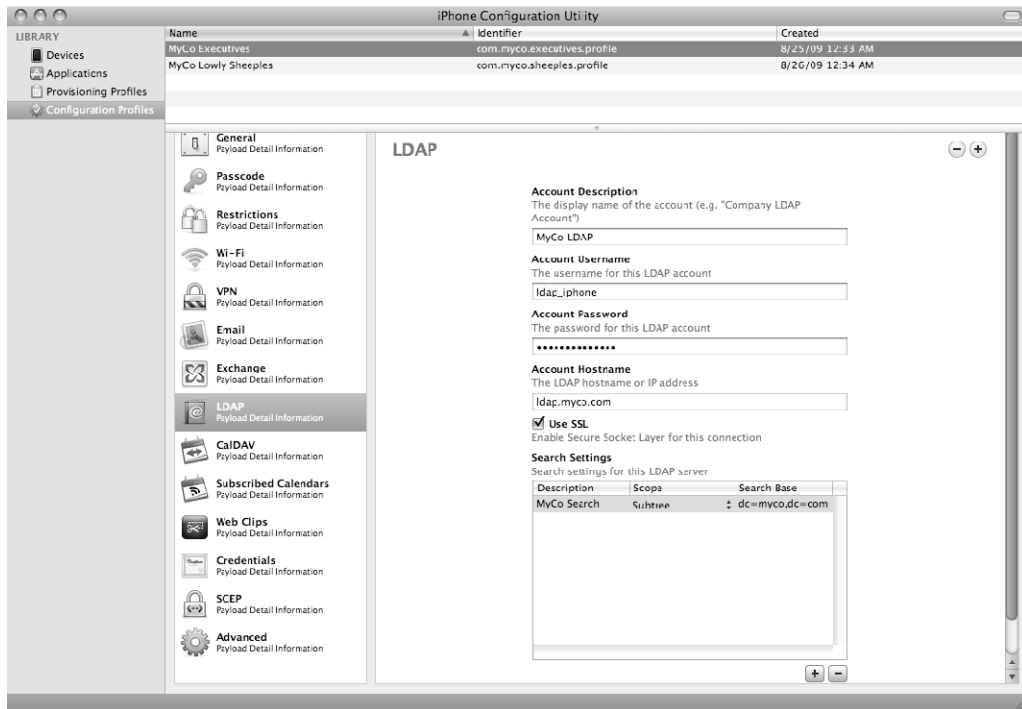 iPhone Configuration Utility
LIBRARY
Devices
Applications
Provisioning Profiles
Configuration Profiles
Name Identifier Created
MyCo Executives com.myco.executives.profile 8/25/09 12:33 AM
MyCo Lowly Sheeples com.myco.sheeples.profile 8/26/09 12:34 AM
General
Payload Detail Information
Passcode
Payload Detail Information
Restrictions
Payload Detail Information
Wi-Fi
Payload Detail Information
VPN
Payload Detail Information
Email
Payload Detail Information
Exchange
Payload Detail Information
LDAP
Payload Detail Information
CalDAV
Payload Detail Information
Subscribed Calendars
Payload Detail Information
Web Clips
Payload Detail Information
Credentials
Payload Detail Information
SCEP
Payload Detail Information
Advanced
Payload Detail Information
LDAP
Account Description
The display name of the account (e.g. "Company LDAP
Account")
MyCo LDAP
Account Username
The username for this LDAP account
ldap_iphone
Account Password
The password for this LDAP account
••••••••••••••
Account Hostname
The LDAP hostname or IP address
ldap.myco.com
Use SSL
Enable Secure Socket Layer for this connection
Search Settings
Search settings for this LDAP server
Description Scope Search Base
MyCo Search Subtree dc=myco,dc=com